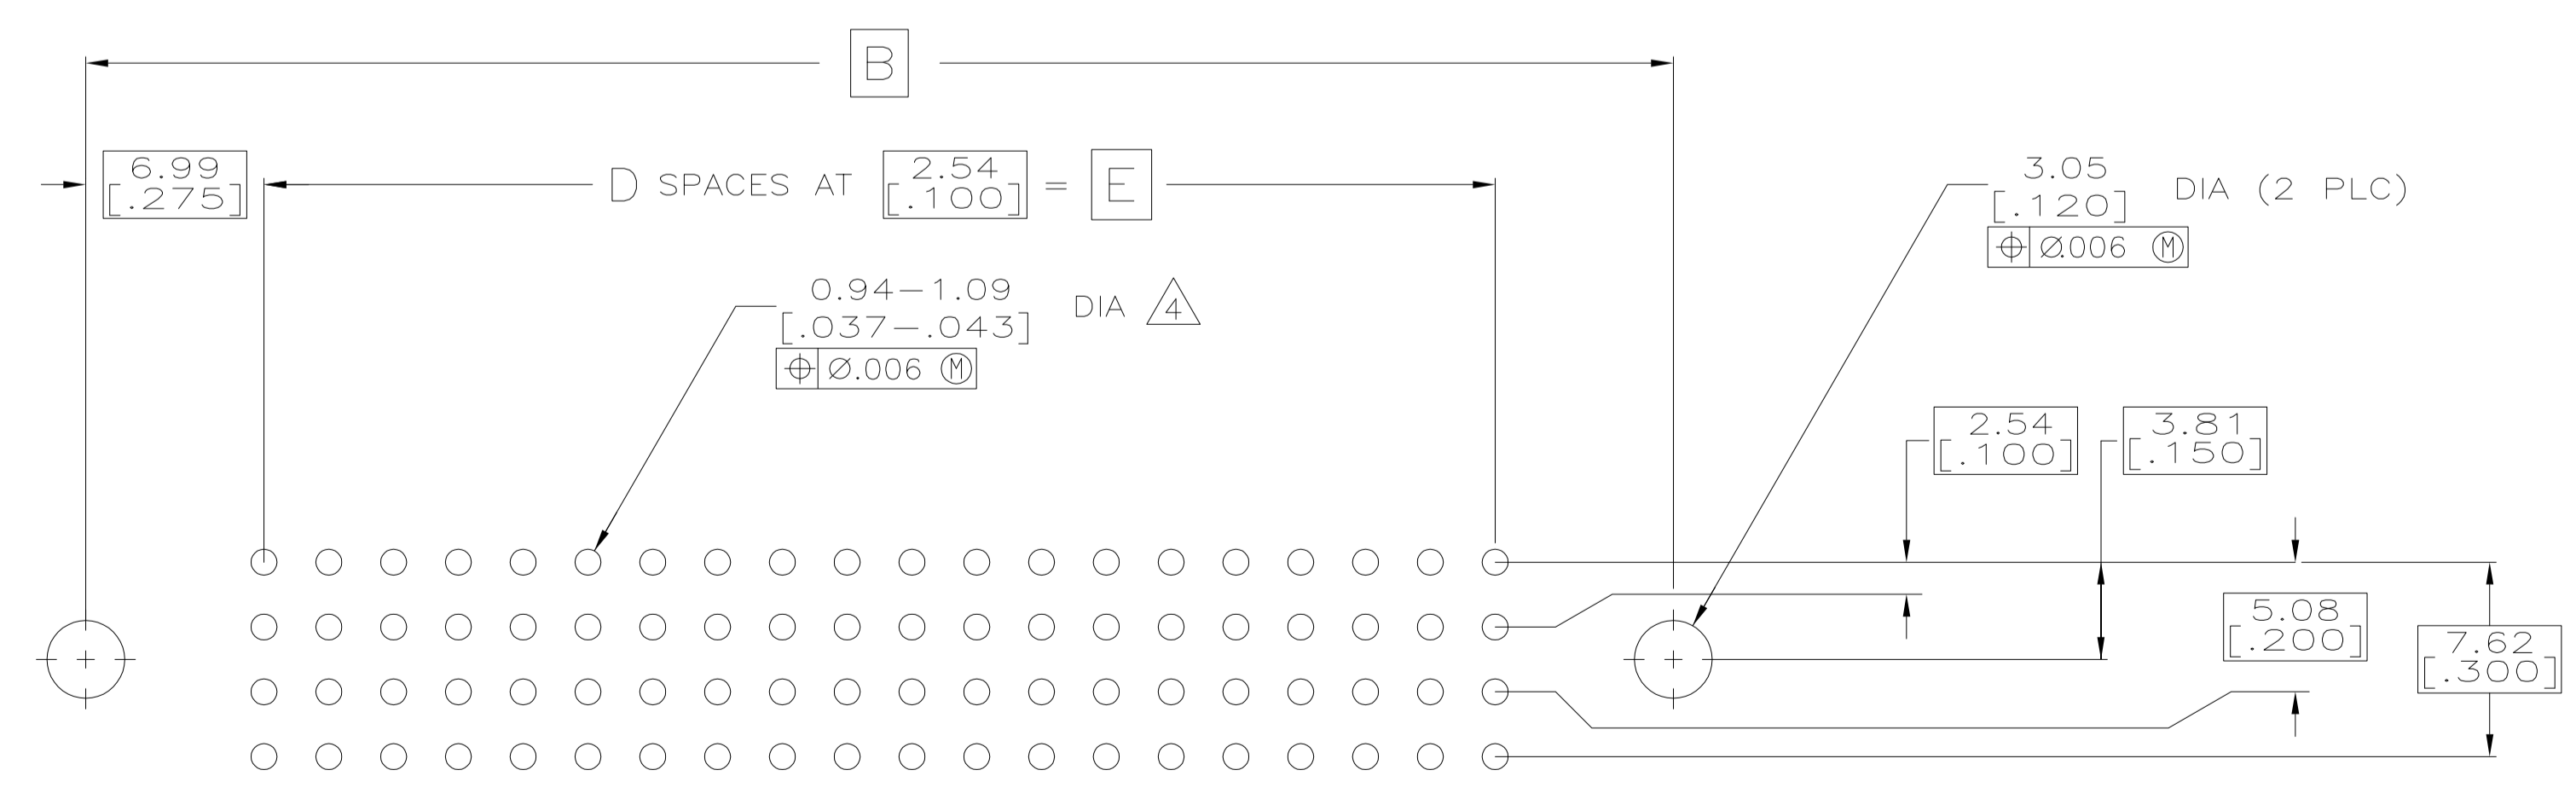 B
6.99
[.275]
D SPACES AT 2.54 = E
[.100]
3.05
[.120]
DIA (2 PLC)
⌖ Ø.006 Ⓜ
0.94-1.09
[.037-.043]
DIA 4
⌖ Ø.006 Ⓜ
2.54
[.100]
3.81
[.150]
5.08
[.200]
7.62
[.300]